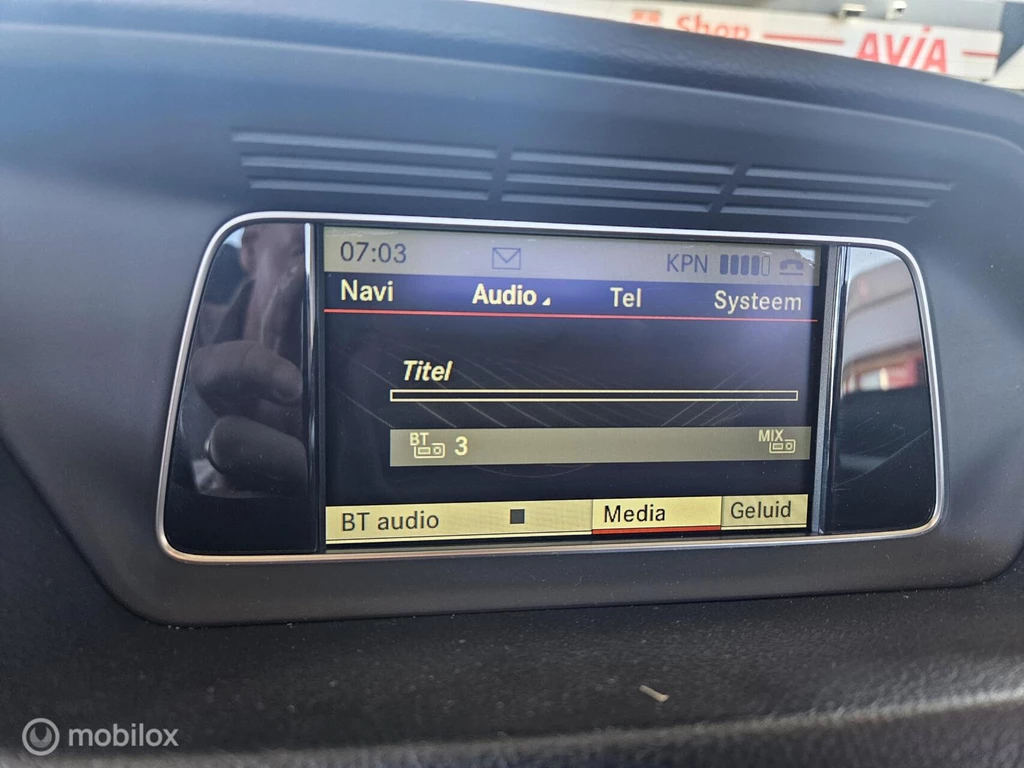 Shop AVIA
07:03 KPN
Navi Audio Tel Systeem
Titel
BT 3 MIX
BT audio Media Geluid
mobilox